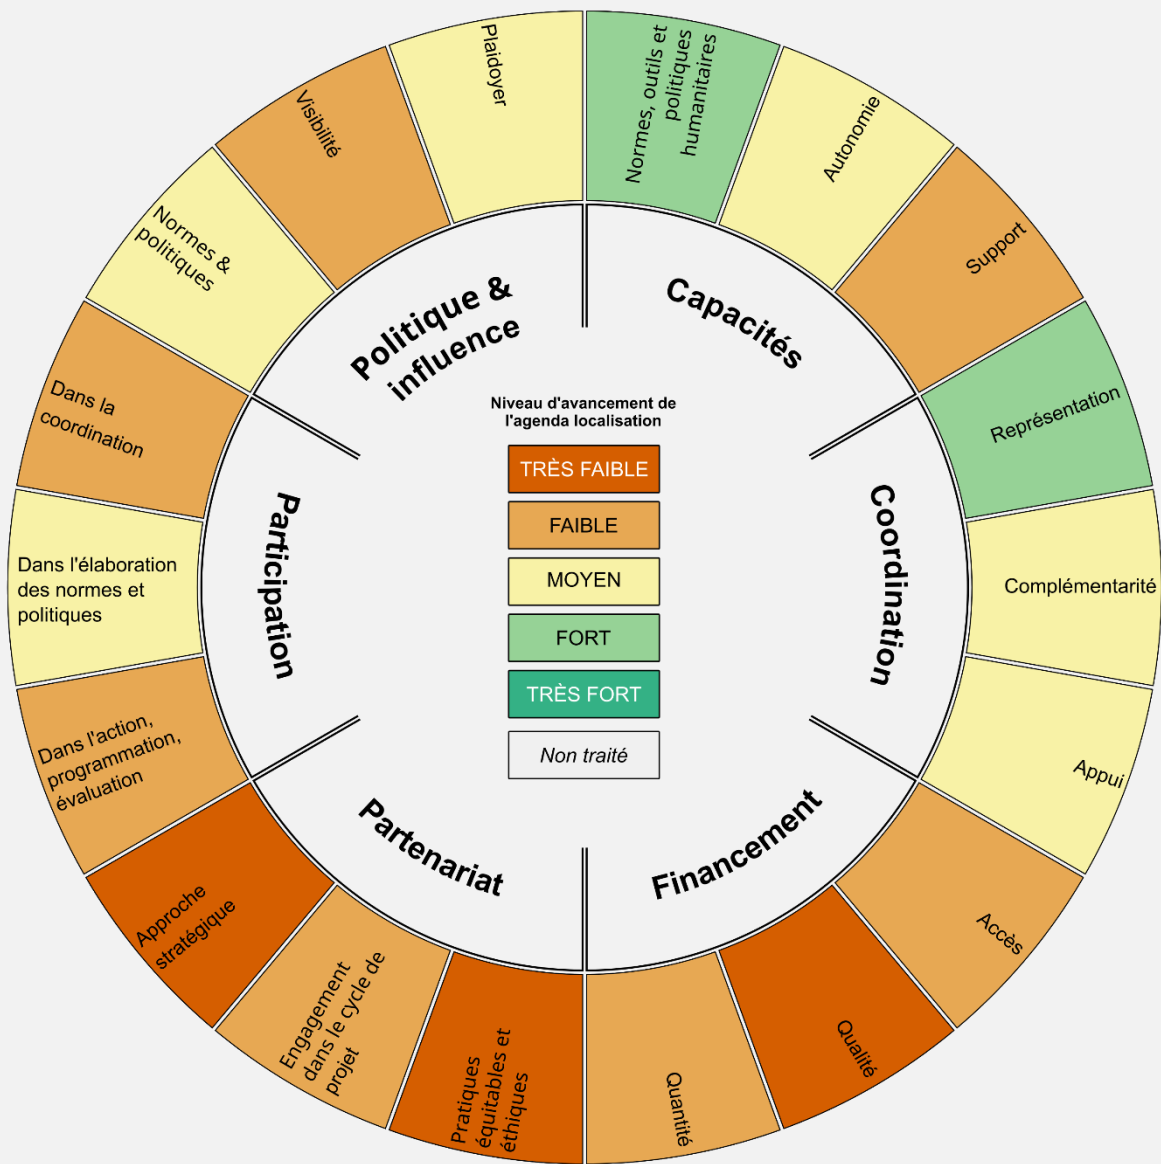 Plaidoyer
Normes, outils et
politiques
humanitaires
Autonomie
Support
Représentation
Complémentarité
Appui
Accès
Qualité
Quantité
Pratiques
équitables et
éthiques
Engagement
dans le cycle de
projet
Approche
stratégique
Dans l'action,
programmation,
évaluation
Dans l'élaboration
des normes et
politiques
Dans la
coordination
Normes &
politiques
Visibilité
Politique &
influence
Capacités
Coordination
Financement
Partenariat
Participation
Niveau d'avancement de
l'agenda localisation
TRÈS FAIBLE
FAIBLE
MOYEN
FORT
TRÈS FORT
Non traité